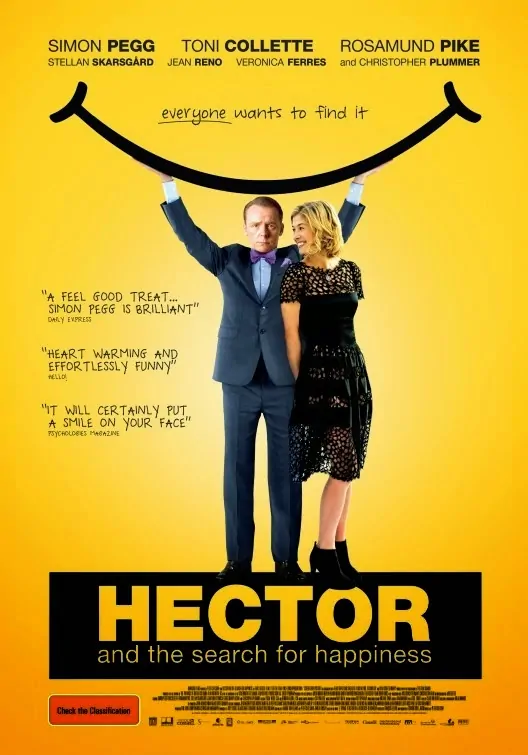 SIMON PEGG TONI COLLETTE ROSAMUND PIKE
STELLAN SKARSGÅRD JEAN RENO VERONICA FERRES and CHRISTOPHER PLUMMER
everyone wants to find it
"A FEEL GOOD TREAT...
SIMON PEGG IS BRILLIANT"
DAILY EXPRESS
"HEART WARMING AND
EFFORTLESSLY FUNNY"
HELLO!
"IT WILL CERTAINLY PUT
A SMILE ON YOUR FACE"
PSYCHOLOGIES MAGAZINE
HECTOR
and the search for happiness
Check the Classification